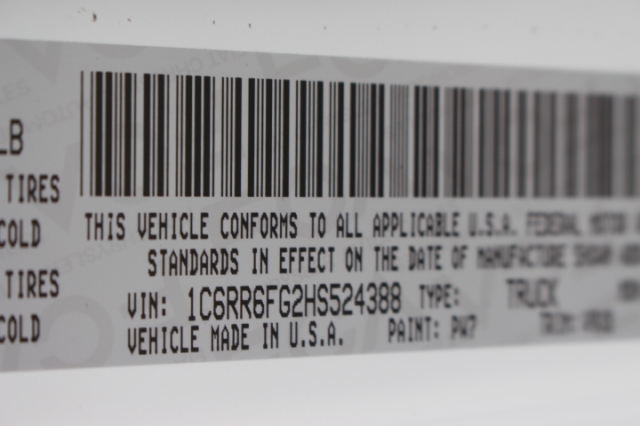 LB
TIRES
COLD
TIRES
COLD
THIS VEHICLE CONFORMS TO ALL APPLICABLE U.S.A. FEDERAL MOTOR
STANDARDS IN EFFECT ON THE DATE OF MANUFACTURE SHOWN
VIN: 1C6RR6FG2HS524388 TYPE: TRUCK
VEHICLE MADE IN U.S.A. PAINT: PW7 TRIM: